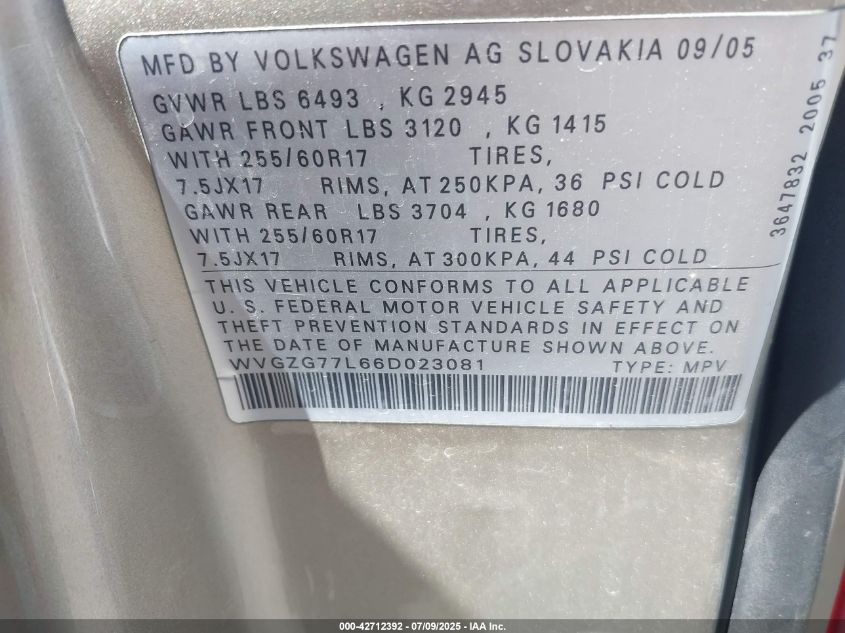 MFD BY VOLKSWAGEN AG SLOVAKIA 09/05
GVWR LBS 6493 , KG 2945
GAWR FRONT LBS 3120 , KG 1415
WITH 255/60R17 TIRES,
7.5JX17 RIMS, AT 250KPA, 36 PSI COLD
GAWR REAR LBS 3704 , KG 1680
WITH 255/60R17 TIRES,
7.5JX17 RIMS, AT 300KPA, 44 PSI COLD
THIS VEHICLE CONFORMS TO ALL APPLICABLE
U. S. FEDERAL MOTOR VEHICLE SAFETY AND
THEFT PREVENTION STANDARDS IN EFFECT ON
THE DATE OF MANUFACTURE SHOWN ABOVE.
WVGZG77L66D023081 TYPE: MPV
3647832 2005 37
000-42712392 - 07/09/2025 - IAA Inc.